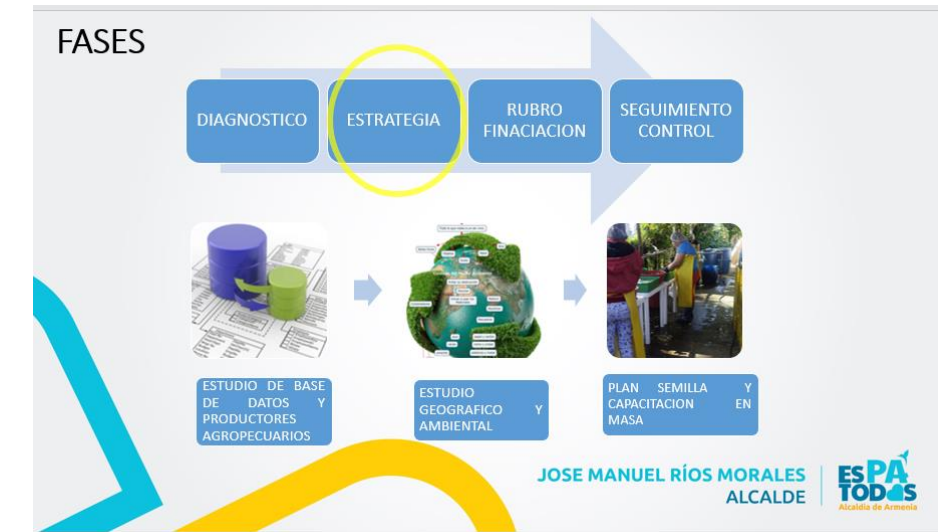 FASES
DIAGNOSTICO
ESTRATEGIA
RUBRO
FINACIACION
SEGUIMIENTO
CONTROL
ESTUDIO DE BASE
DE DATOS Y
PRODUCTORES
AGROPECUARIOS
ESTUDIO
GEOGRAFICO Y
AMBIENTAL
PLAN SEMILLA Y
CAPACITACION EN
MASA
JOSE MANUEL RÍOS MORALES
ALCALDE
ES PA
TODOS
Alcaldía de Armenia